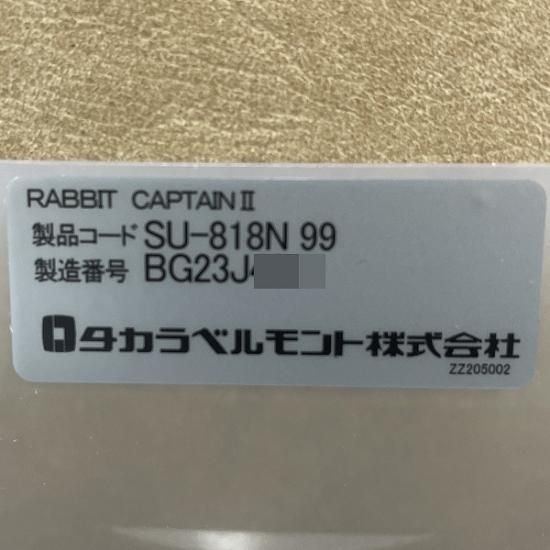 RABBIT CAPTAIN II
製品コード SU-818N 99
製造番号 BG23J
タカラベルモント株式会社
ZZ205002